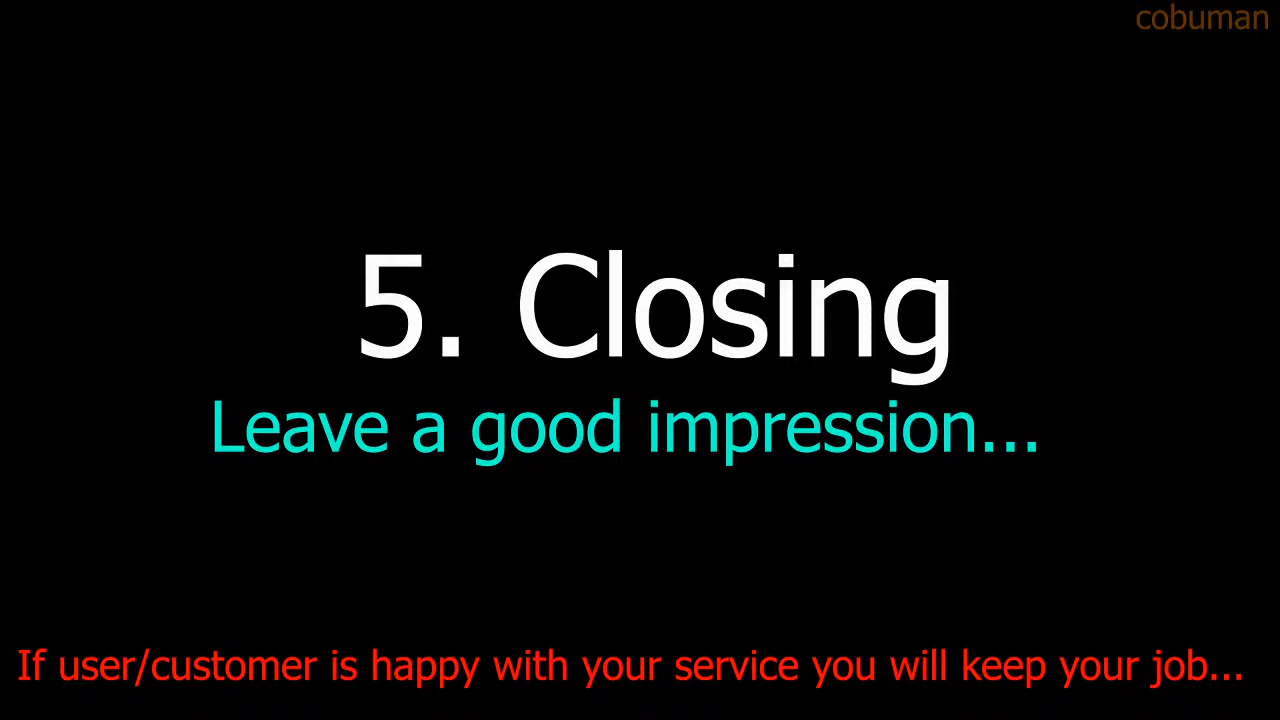 cobuman
5. Closing
Leave a good impression...
If user/customer is happy with your service you will keep your job...